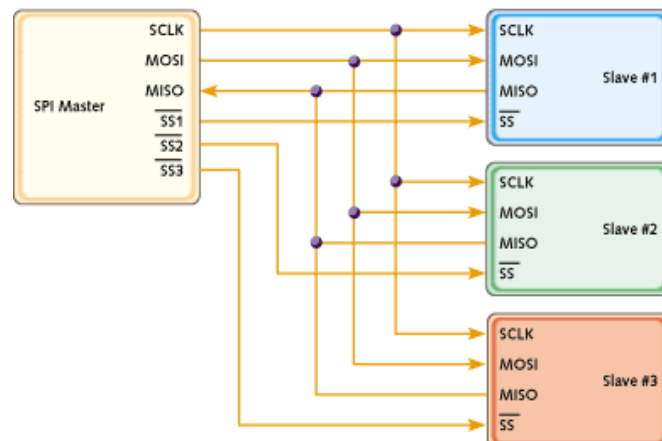 SPI Master
SCLK
MOSI
MISO
SS1
SS2
SS3
SCLK
MOSI
MISO
SS
Slave #1
SCLK
MOSI
MISO
SS
Slave #2
SCLK
MOSI
MISO
SS
Slave #3